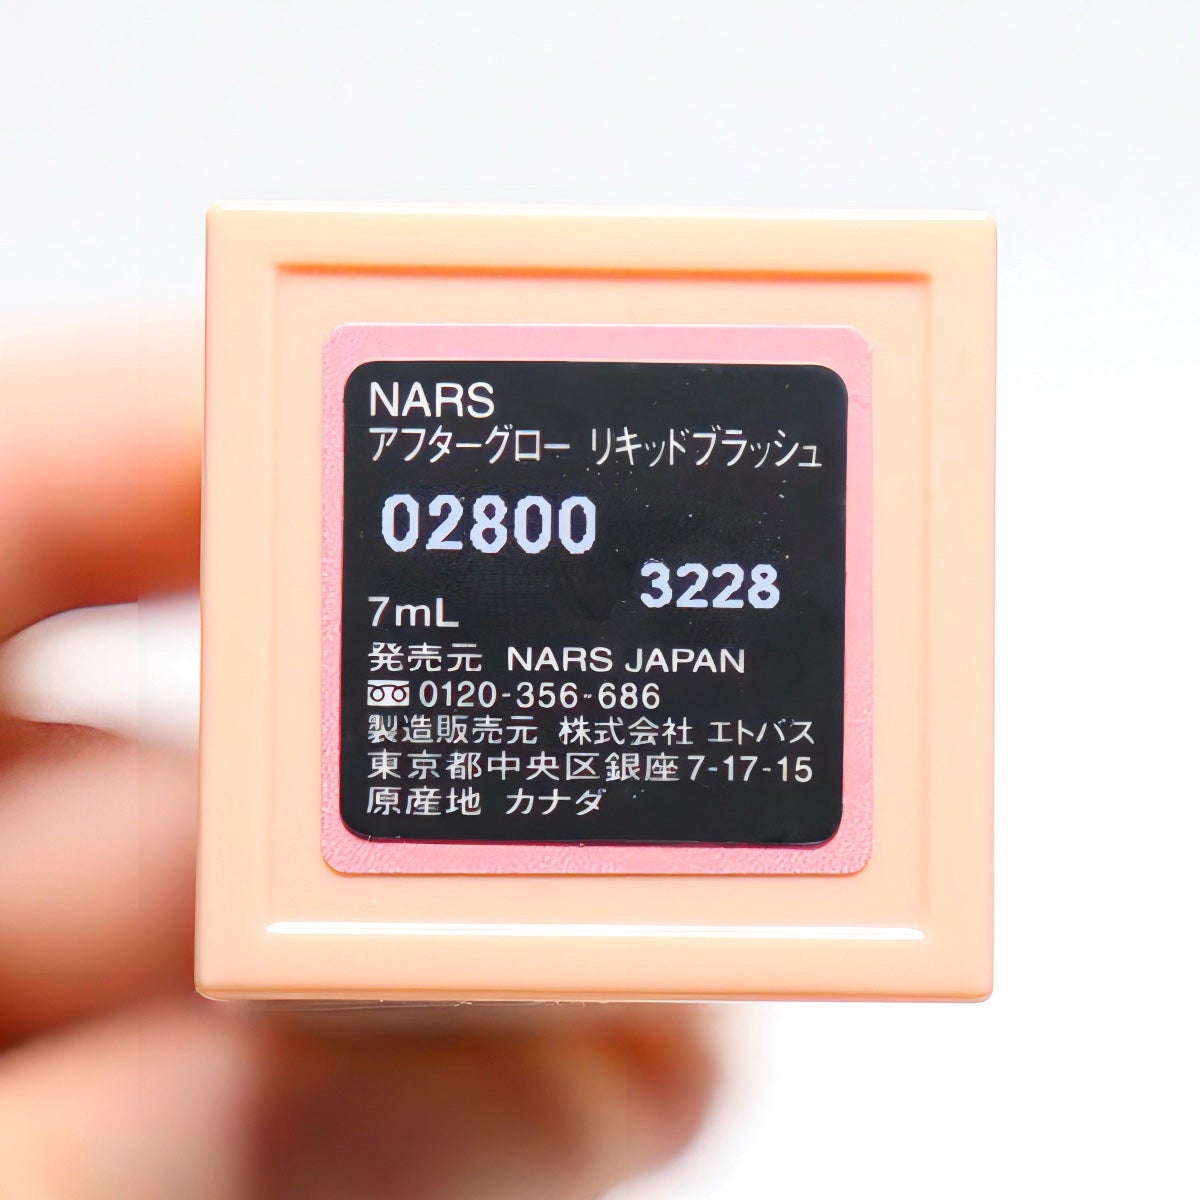 NARS
アフターグロー リキッドブラッシュ
02800
3228
7mL
発売元 NARS JAPAN
0120-356-686
製造販売元 株式会社 エトバス
東京都中央区銀座7-17-15
原産地 カナダ